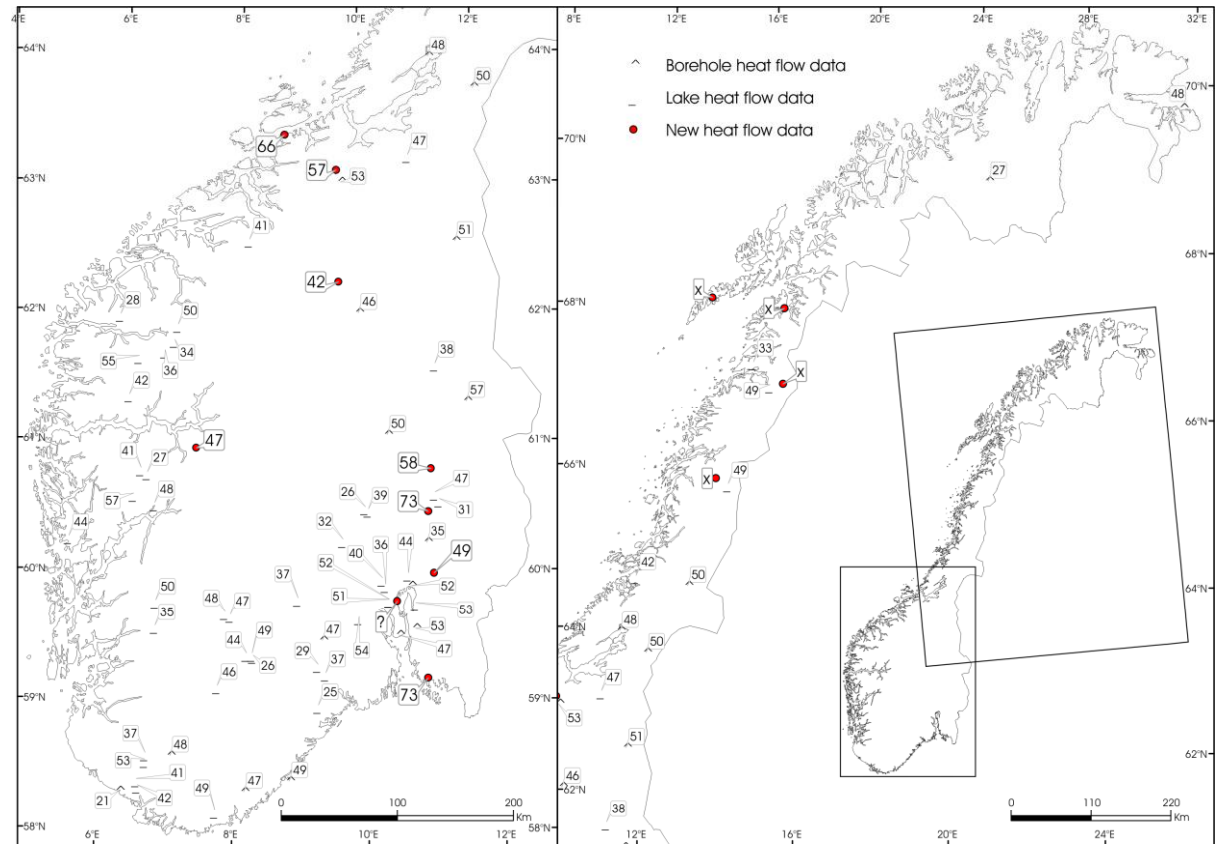 4°E 6°E 8°E 10°E 12°E
8°E 12°E 16°E 20°E 24°E 28°E 32°E
64°N
63°N
62°N
61°N
60°N
59°N
58°N
48
50
66
57
53
47
41
51
42
46
28
50
55
34
36
42
38
57
50
47
41
27
58
47
57
48
73
31
26
39
44
32
35
36
44
49
40
52
37
52
51
53
50
48
47
35
?
53
44
49
47
54
47
29
37
26
46
25
73
37
48
53
41
49
47
49
21
42
0 100 200
Km
6°E 8°E 10°E 12°E
Borehole heat flow data
Lake heat flow data
New heat flow data
70°N
48
27
68°N
x
x
33
x
49
66°N
x
49
42
50
64°N
48
50
47
53
51
46
62°N
38
0 110 220
Km
12°E 16°E 20°E 24°E
64°N
63°N
70°N
68°N
62°N
61°N
66°N
60°N
64°N
59°N
62°N
58°N